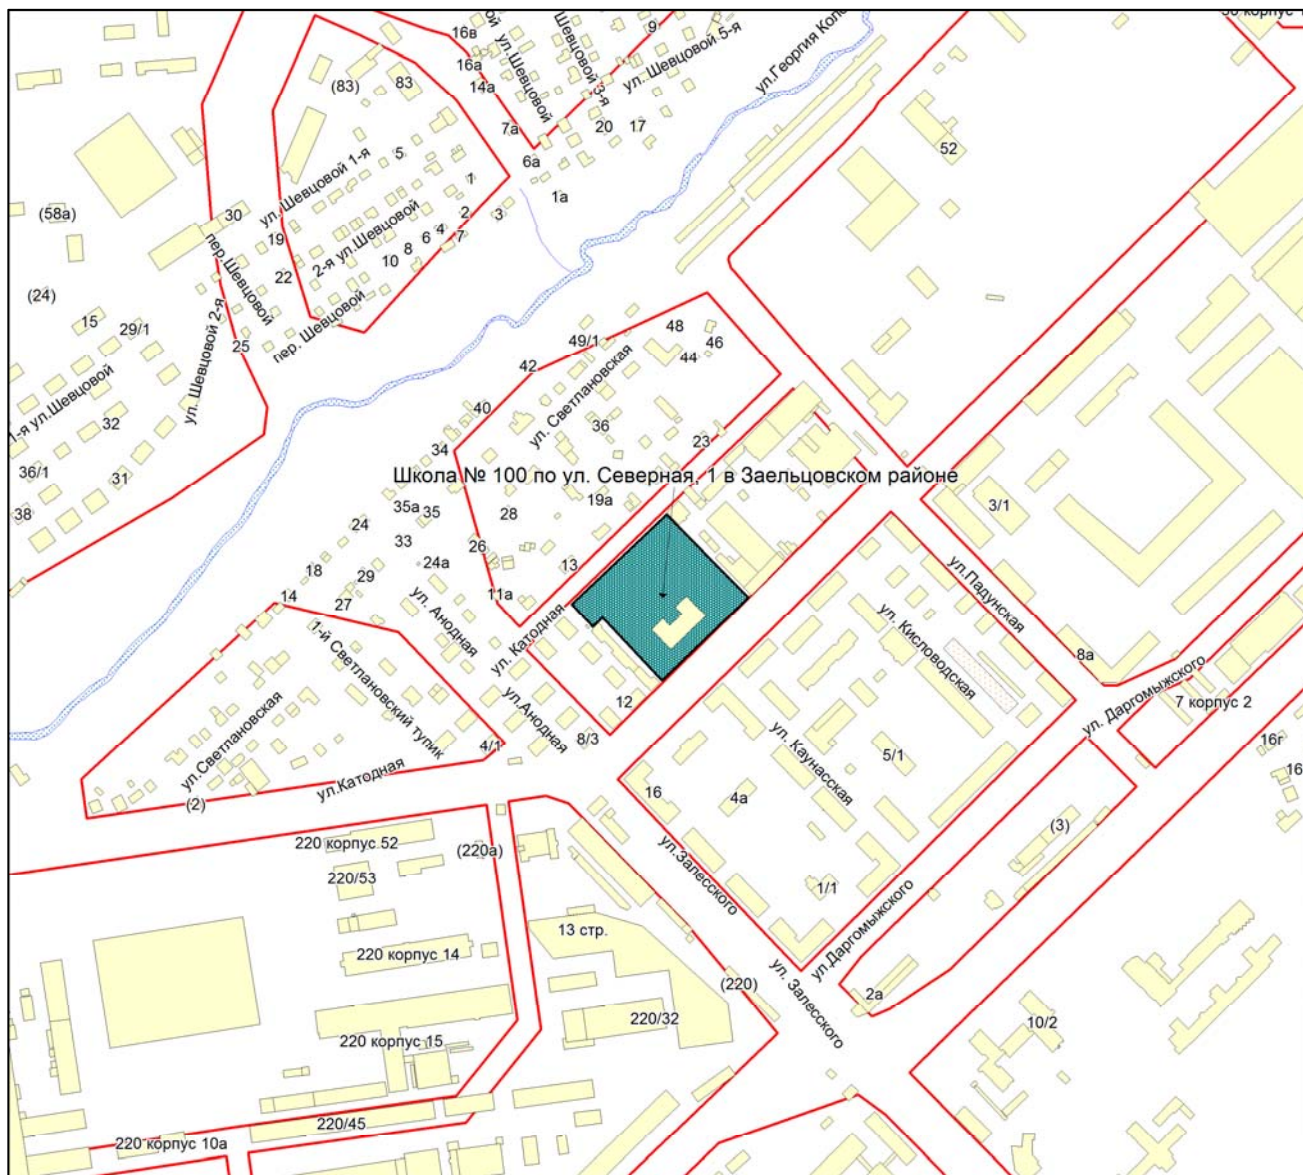 16в
ул.Шевцовой
Шевцовой 3-я
9
ул. Шевцовой 5-я
ул.Георгия Коло
16а
14а
(83)
83
7а
20
17
52
5
6а
ул. Шевцовой 1-я
1
1а
(58а)
30
2
3
2-я ул.Шевцовой
4
7
6
8
10
19
22
пер. Шевцовой
(24)
15
29/1
25
пер. Шевцовой
ул. Шевцовой 2-я
1-я ул.Шевцовой
32
36/1
31
38
48
46
44
49/1
42
ул. Светлановская
40
36
34
23
Школа № 100 по ул. Северная, 1 в Заельцовском районе
35а
35
28
19а
3/1
24
33
26
24а
13
18
29
14
27
11а
ул. Анодная
ул. Катодная
1-й Светлановский тупик
ул.Падунская
ул. Кисловодская
8а
12
ул.Анодная
8/3
4/1
ул.Светлановская
ул.Катодная
(2)
7 корпус 2
ул. Даргомыжского
16г
16
5/1
ул. Каунасская
16
4а
(3)
220 корпус 52
(220а)
220/53
ул.Залесского
1/1
ул.Даргомыжского
13 стр.
220 корпус 14
ул. Залесского
(220)
2а
220/32
10/2
220 корпус 15
220/45
220 корпус 10а